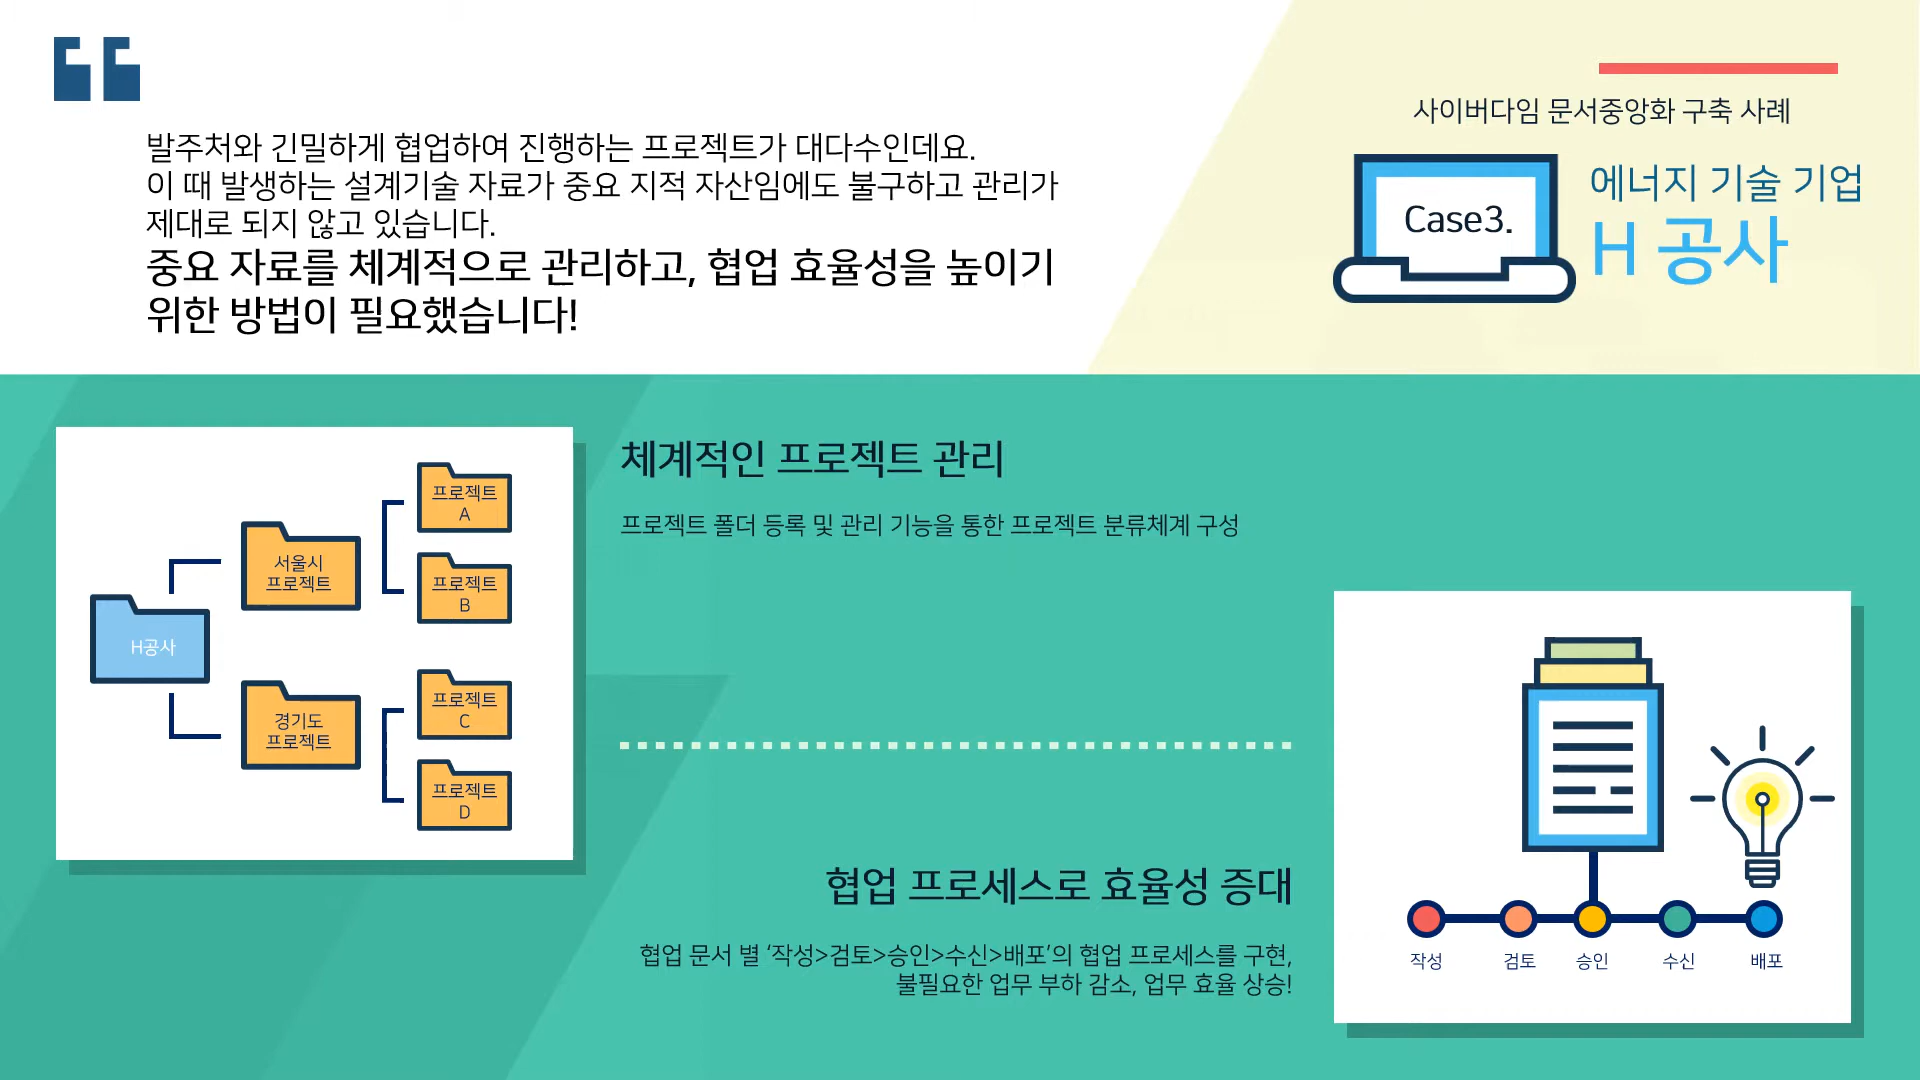 발주처와 긴밀하게 협업하여 진행하는 프로젝트가 대다수인데요.
이 때 발생하는 설계기술 자료가 중요 지적 자산임에도 불구하고 관리가
제대로 되지 않고 있습니다.
중요 자료를 체계적으로 관리하고, 협업 효율성을 높이기
위한 방법이 필요했습니다!
사이버다임 문서중앙화 구축 사례
Case3.
에너지 기술 기업
H 공사
체계적인 프로젝트 관리
프로젝트 폴더 등록 및 관리 기능을 통한 프로젝트 분류체계 구성
H공사
서울시
프로젝트
경기도
프로젝트
프로젝트
A
프로젝트
B
프로젝트
C
프로젝트
D
협업 프로세스로 효율성 증대
협업 문서 별 ‘작성>검토>승인>수신>배포’의 협업 프로세스를 구현,
불필요한 업무 부하 감소, 업무 효율 상승!
작성
검토
승인
수신
배포